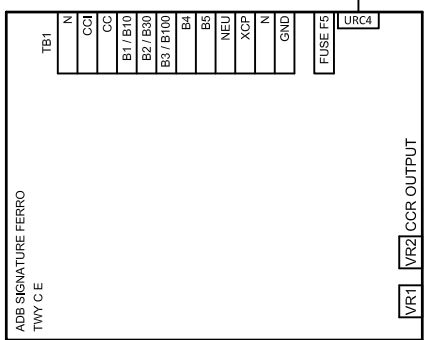 TB1
N
CCI
CC
B1 / B10
B2 / B30
B3 / B100
B4
B5
NEU
XCP
N
GND
FUSE F5
URC4
ADB SIGNATURE FERRO
TWY C E
VR1
VR2
CCR OUTPUT